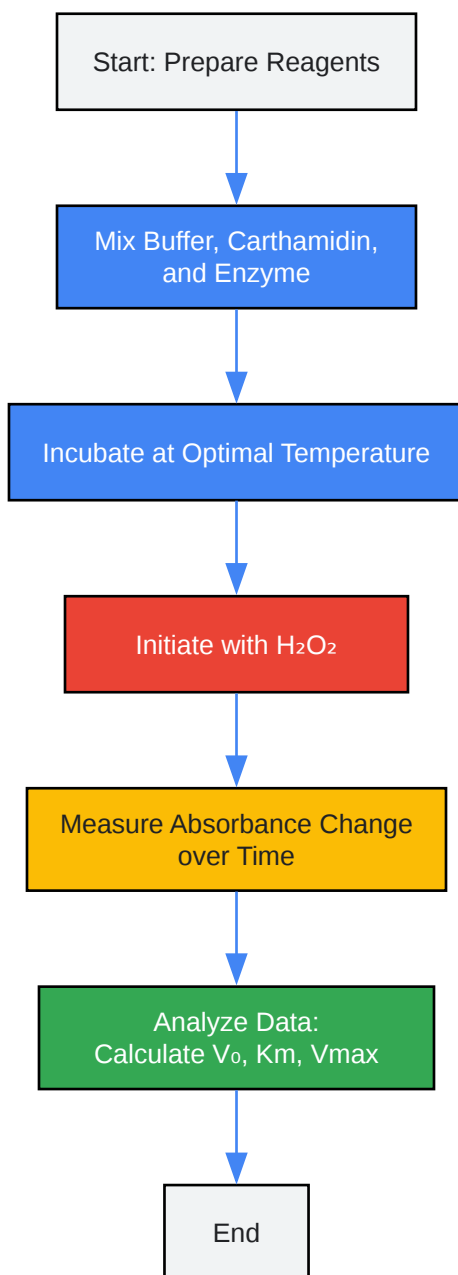 Start: Prepare Reagents
Mix Buffer, Carthamidin,
and Enzyme
Incubate at Optimal Temperature
Initiate with H₂O₂
Measure Absorbance Change
over Time
Analyze Data:
Calculate V₀, Km, Vmax
End